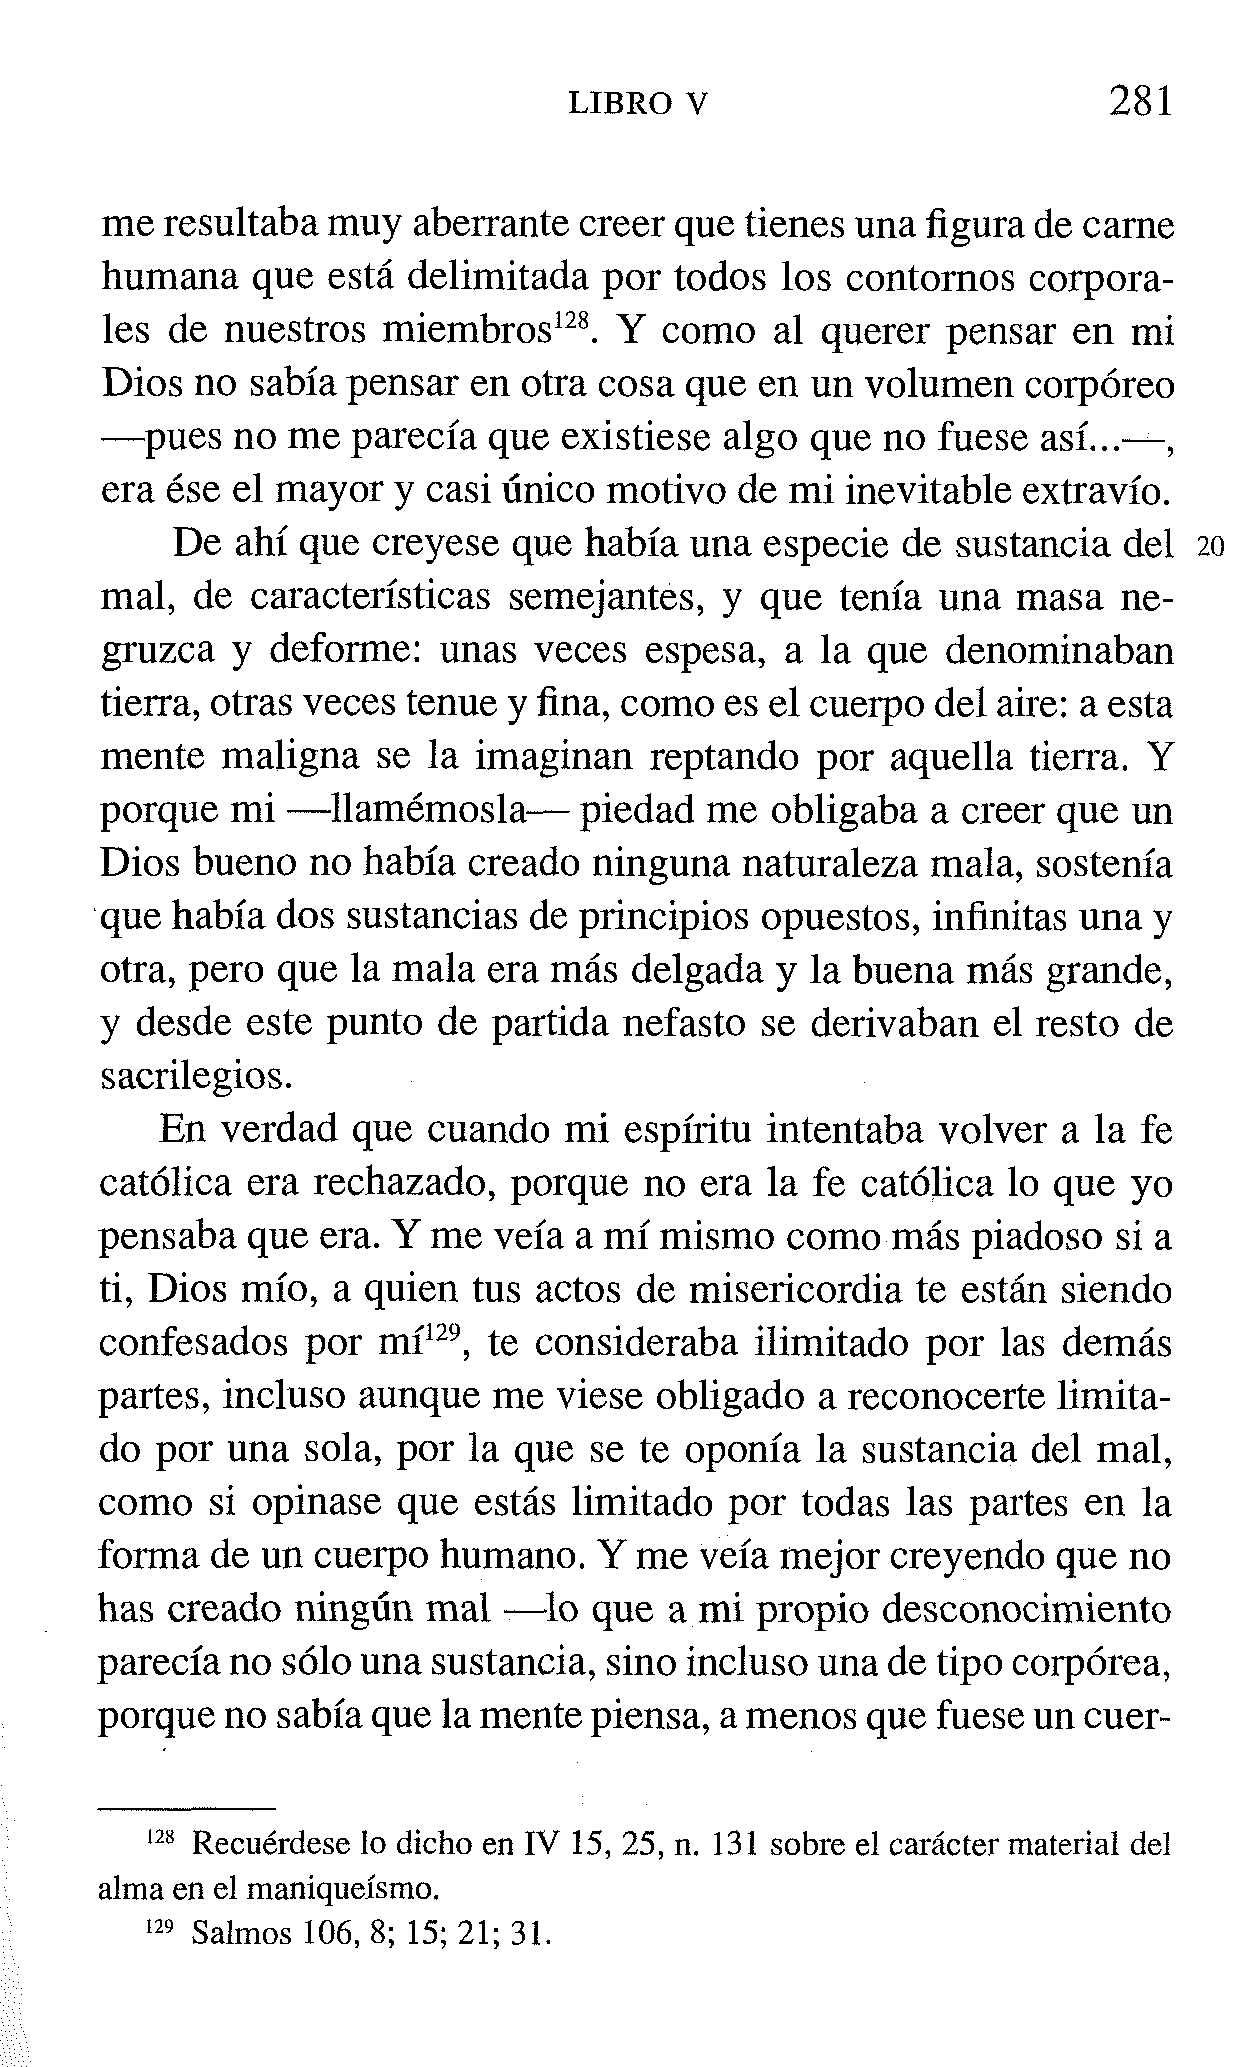 LIBRO V 281
me resultaba muy aberrante creer que tienes una figura de carne
humana que está delimitada por todos los contornos corpora-
les de nuestros miembros¹²⁸. Y como al querer pensar en mi
Dios no sabía pensar en otra cosa que en un volumen corpóreo
—pues no me parecía que existiese algo que no fuese así...—,
era ése el mayor y casi único motivo de mi inevitable extravío.
De ahí que creyese que había una especie de sustancia del 20
mal, de características semejantes, y que tenía una masa ne-
gruzca y deforme: unas veces espesa, a la que denominaban
tierra, otras veces tenue y fina, como es el cuerpo del aire: a esta
mente maligna se la imaginan reptando por aquella tierra. Y
porque mi —llamémosla— piedad me obligaba a creer que un
Dios bueno no había creado ninguna naturaleza mala, sostenía
que había dos sustancias de principios opuestos, infinitas una y
otra, pero que la mala era más delgada y la buena más grande,
y desde este punto de partida nefasto se derivaban el resto de
sacrilegios.
En verdad que cuando mi espíritu intentaba volver a la fe
católica era rechazado, porque no era la fe católica lo que yo
pensaba que era. Y me veía a mí mismo como más piadoso si a
ti, Dios mío, a quien tus actos de misericordia te están siendo
confesados por mí¹²⁹, te consideraba ilimitado por las demás
partes, incluso aunque me viese obligado a reconocerte limita-
do por una sola, por la que se te oponía la sustancia del mal,
como si opinase que estás limitado por todas las partes en la
forma de un cuerpo humano. Y me veía mejor creyendo que no
has creado ningún mal —lo que a mi propio desconocimiento
parecía no sólo una sustancia, sino incluso una de tipo corpórea,
porque no sabía que la mente piensa, a menos que fuese un cuer-
¹²⁸ Recuérdese lo dicho en IV 15, 25, n. 131 sobre el carácter material del
alma en el maniqueísmo.
¹²⁹ Salmos 106, 8; 15; 21; 31.